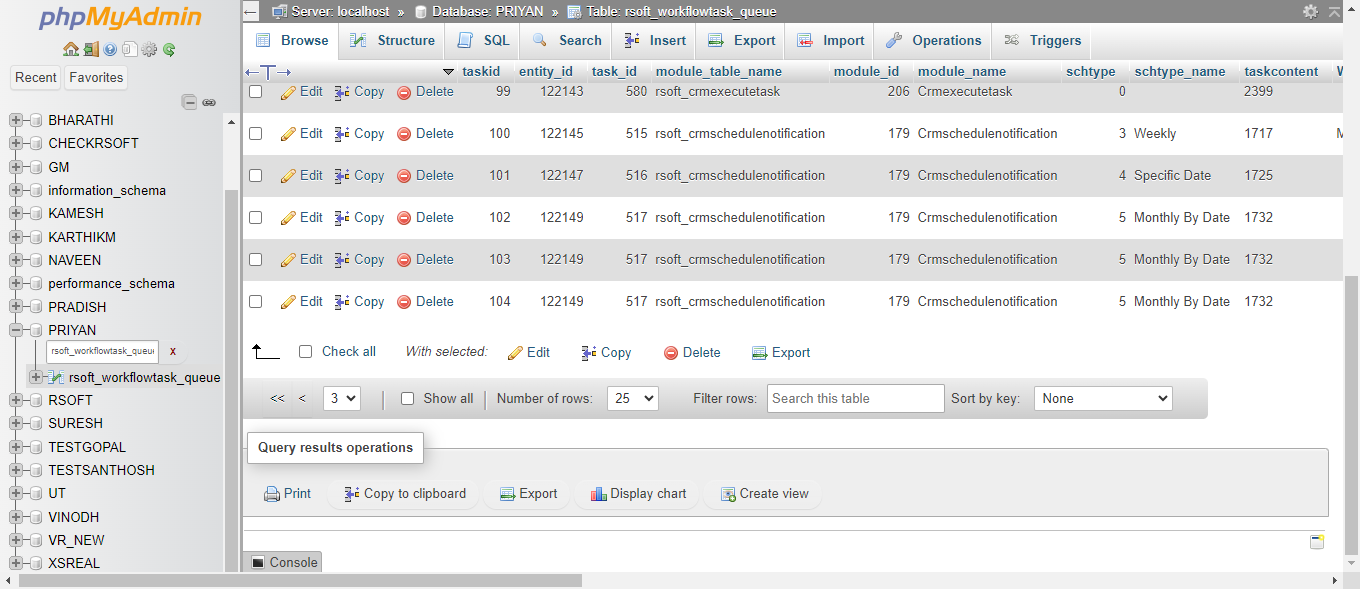 phpMyAdmin
Recent Favorites
BHARATHI
CHECKRSOFT
GM
information_schema
KAMESH
KARTHIKM
NAVEEN
performance_schema
PRADISH
PRIYAN
rsoft_workflowtask_queue x
rsoft_workflowtask_queue
RSOFT
SURESH
TESTGOPAL
TESTSANTHOSH
UT
VINODH
VR_NEW
XSREAL
Server: localhost » Database: PRIYAN » Table: rsoft_workflowtask_queue
Browse Structure SQL Search Insert Export Import Operations Triggers
taskid entity_id task_id module_table_name module_id module_name schtype schtype_name taskcontent
Edit Copy Delete 99 122143 580 rsoft_crmexecutetask 206 Crmexecutetask 0 2399
Edit Copy Delete 100 122145 515 rsoft_crmschedulenotification 179 Crmschedulenotification 3 Weekly 1717
Edit Copy Delete 101 122147 516 rsoft_crmschedulenotification 179 Crmschedulenotification 4 Specific Date 1725
Edit Copy Delete 102 122149 517 rsoft_crmschedulenotification 179 Crmschedulenotification 5 Monthly By Date 1732
Edit Copy Delete 103 122149 517 rsoft_crmschedulenotification 179 Crmschedulenotification 5 Monthly By Date 1732
Edit Copy Delete 104 122149 517 rsoft_crmschedulenotification 179 Crmschedulenotification 5 Monthly By Date 1732
Check all With selected: Edit Copy Delete Export
<< < 3 Show all Number of rows: 25 Filter rows: Search this table Sort by key: None
Query results operations
Print Copy to clipboard Export Display chart Create view
Console